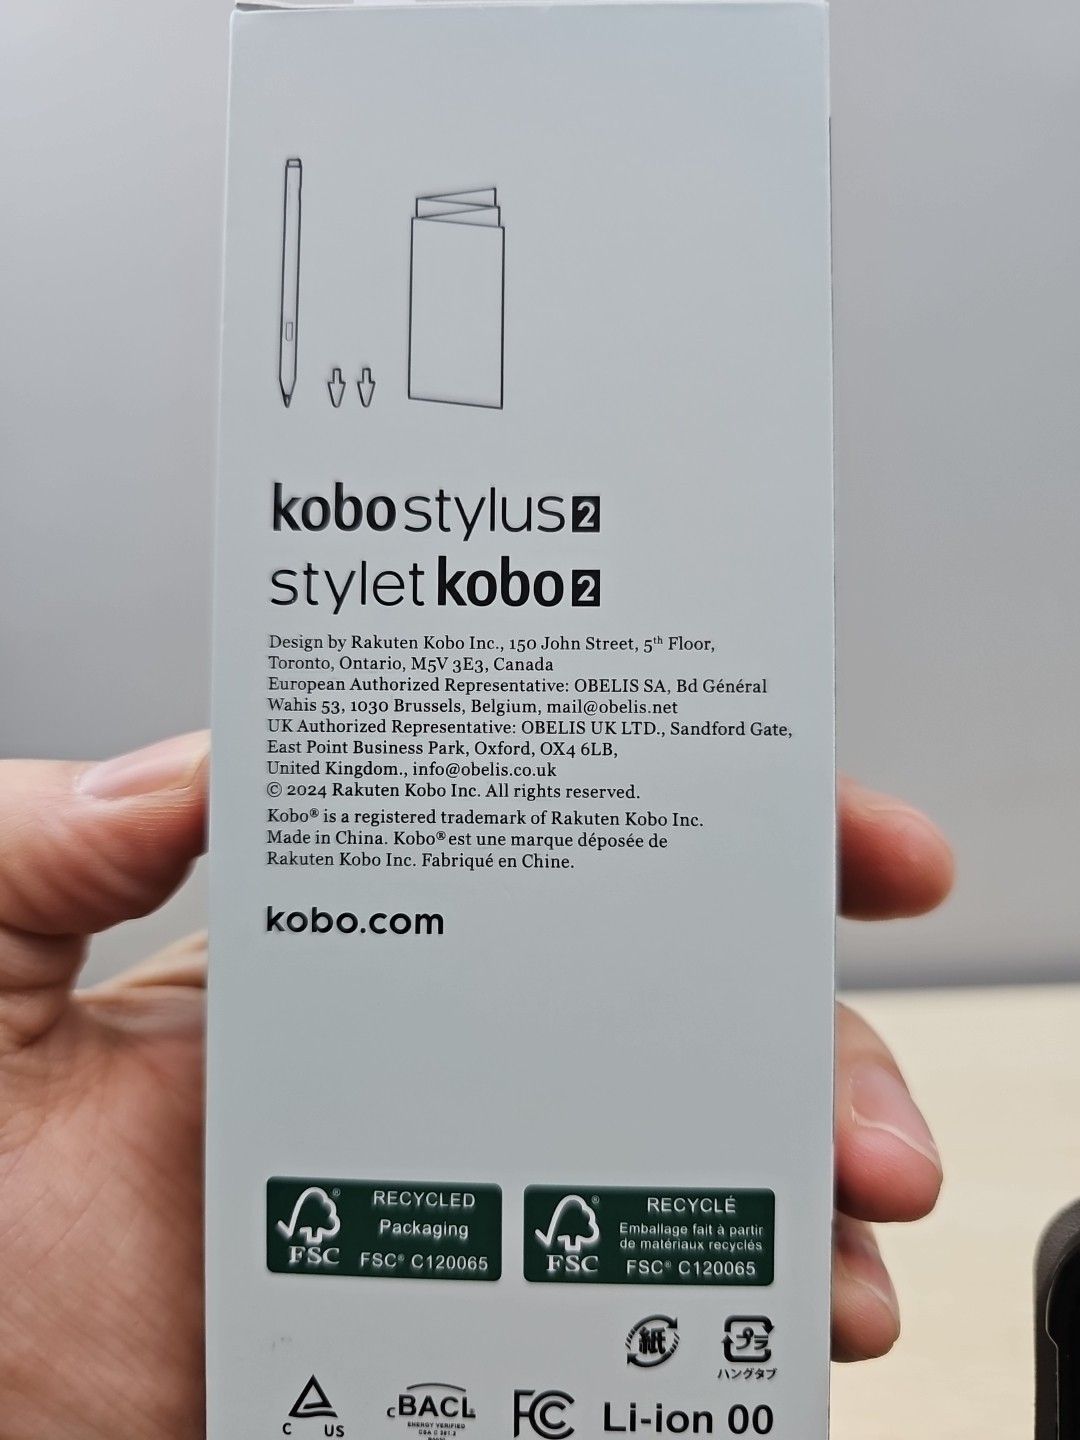 kobo stylus 2
stylet kobo 2
Design by Rakuten Kobo Inc., 150 John Street, 5th Floor,
Toronto, Ontario, M5V 3E3, Canada
European Authorized Representative: OBELIS SA, Bd Général
Wahis 53, 1030 Brussels, Belgium, mail@obelis.net
UK Authorized Representative: OBELIS UK LTD., Sandford Gate,
East Point Business Park, Oxford, OX4 6LB,
United Kingdom., info@obelis.co.uk
© 2024 Rakuten Kobo Inc. All rights reserved.
Kobo® is a registered trademark of Rakuten Kobo Inc.
Made in China. Kobo® est une marque déposée de
Rakuten Kobo Inc. Fabriqué en Chine.
kobo.com
RECYCLED
Packaging
FSC® C120065
FSC
RECYCLÉ
Emballage fait à partir
de matériaux recyclés
FSC® C120065
FSC
紙
プラ
ハングタブ
C US
cBACL
ENERGY VERIFIED
FC
Li-ion 00